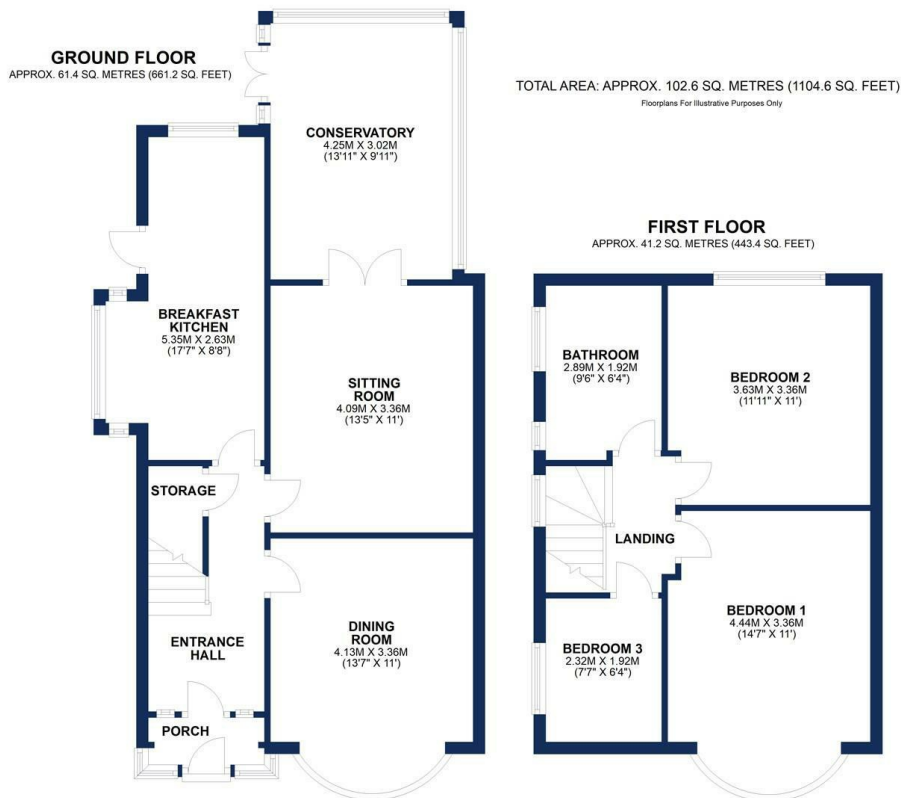 GROUND FLOOR
APPROX. 61.4 SQ. METRES (661.2 SQ. FEET)
TOTAL AREA: APPROX. 102.6 SQ. METRES (1104.6 SQ. FEET)
Floorplans For Illustrative Purposes Only
CONSERVATORY
4.25M X 3.02M
(13'11" X 9'11")
BREAKFAST
KITCHEN
5.35M X 2.63M
(17'7" X 8'8")
SITTING
ROOM
4.09M X 3.36M
(13'5" X 11')
STORAGE
DINING
ROOM
4.13M X 3.36M
(13'7" X 11')
ENTRANCE
HALL
PORCH
FIRST FLOOR
APPROX. 41.2 SQ. METRES (443.4 SQ. FEET)
BATHROOM
2.89M X 1.92M
(9'6" X 6'4")
BEDROOM 2
3.63M X 3.36M
(11'11" X 11')
LANDING
BEDROOM 1
4.44M X 3.36M
(14'7" X 11')
BEDROOM 3
2.32M X 1.92M
(7'7" X 6'4")